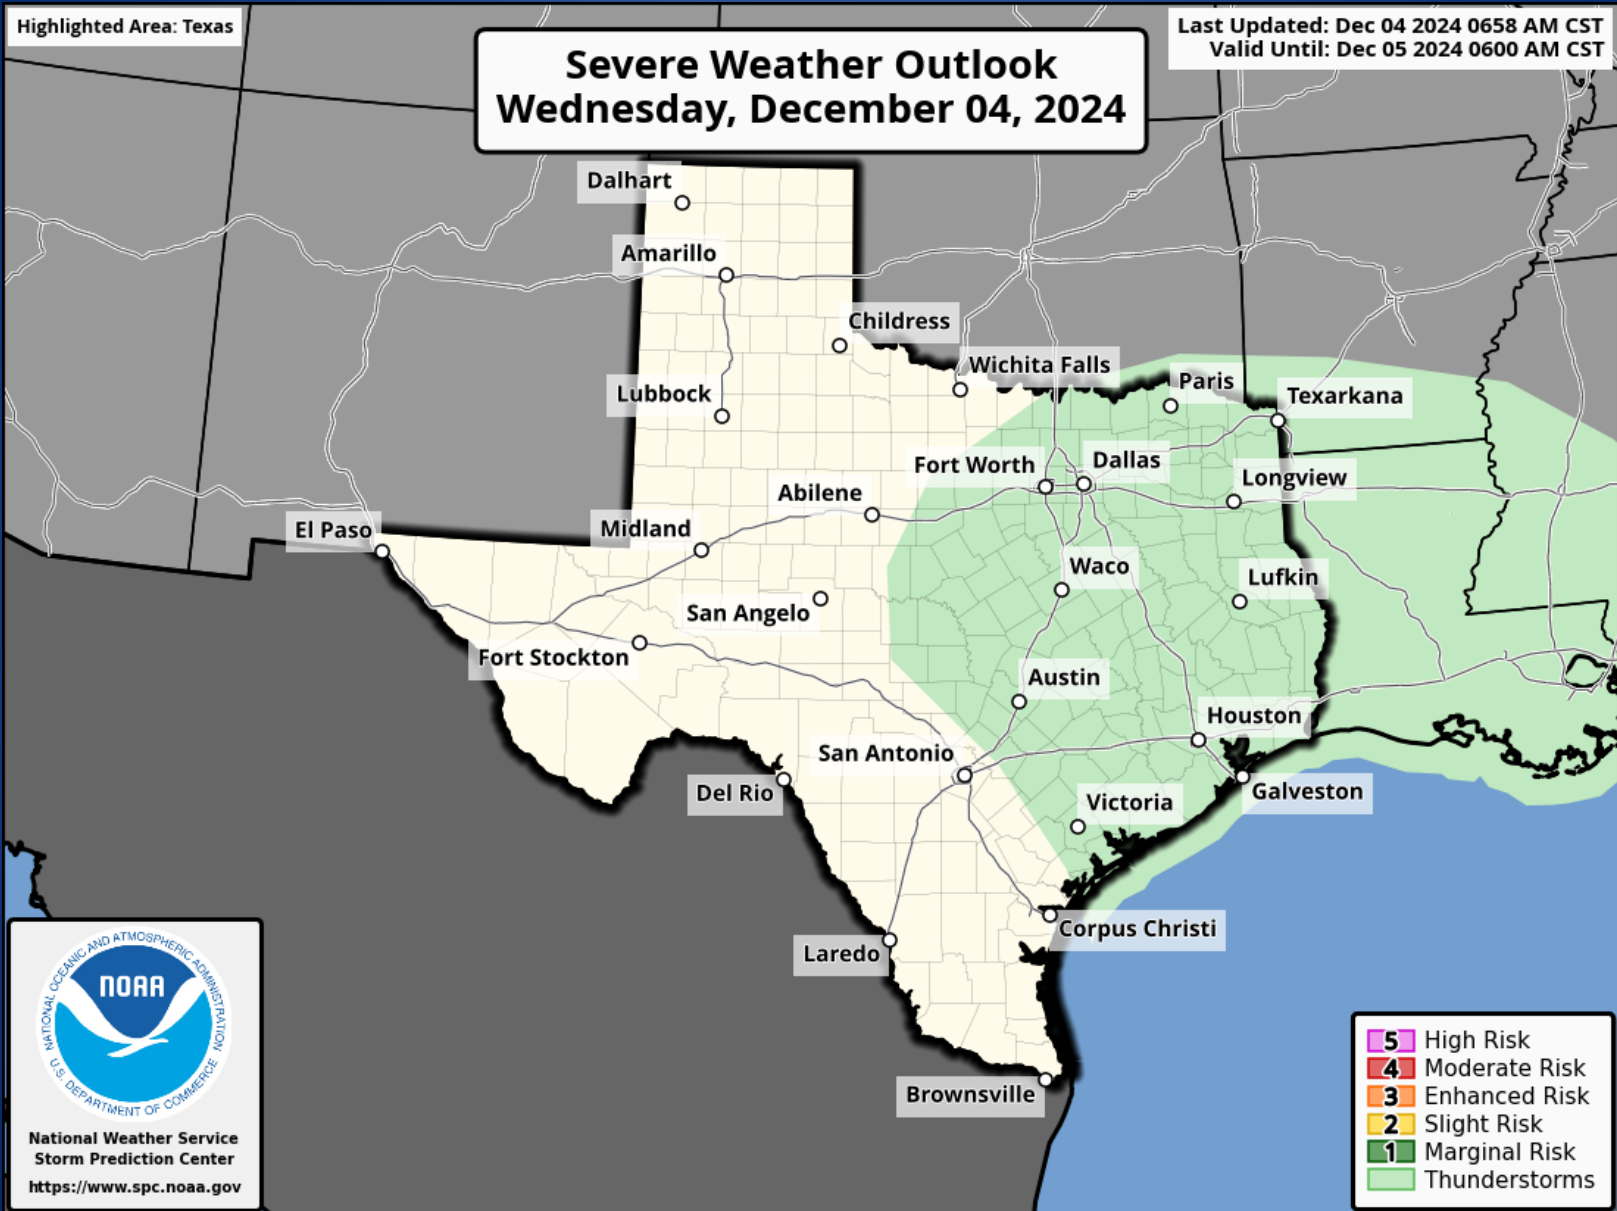 Highlighted Area: Texas
Severe Weather Outlook
Wednesday, December 04, 2024
Last Updated: Dec 04 2024 0658 AM CST
Valid Until: Dec 05 2024 0600 AM CST
Dalhart
Amarillo
Childress
Wichita Falls
Paris
Texarkana
Lubbock
Fort Worth
Dallas
Longview
Abilene
Midland
El Paso
Waco
Lufkin
San Angelo
Fort Stockton
Austin
Houston
San Antonio
Del Rio
Galveston
Victoria
Corpus Christi
Laredo
Brownsville
NATIONAL OCEANIC AND ATMOSPHERIC ADMINISTRATION
NOAA
U.S. DEPARTMENT OF COMMERCE
National Weather Service
Storm Prediction Center
https://www.spc.noaa.gov
5 High Risk
4 Moderate Risk
3 Enhanced Risk
2 Slight Risk
1 Marginal Risk
Thunderstorms